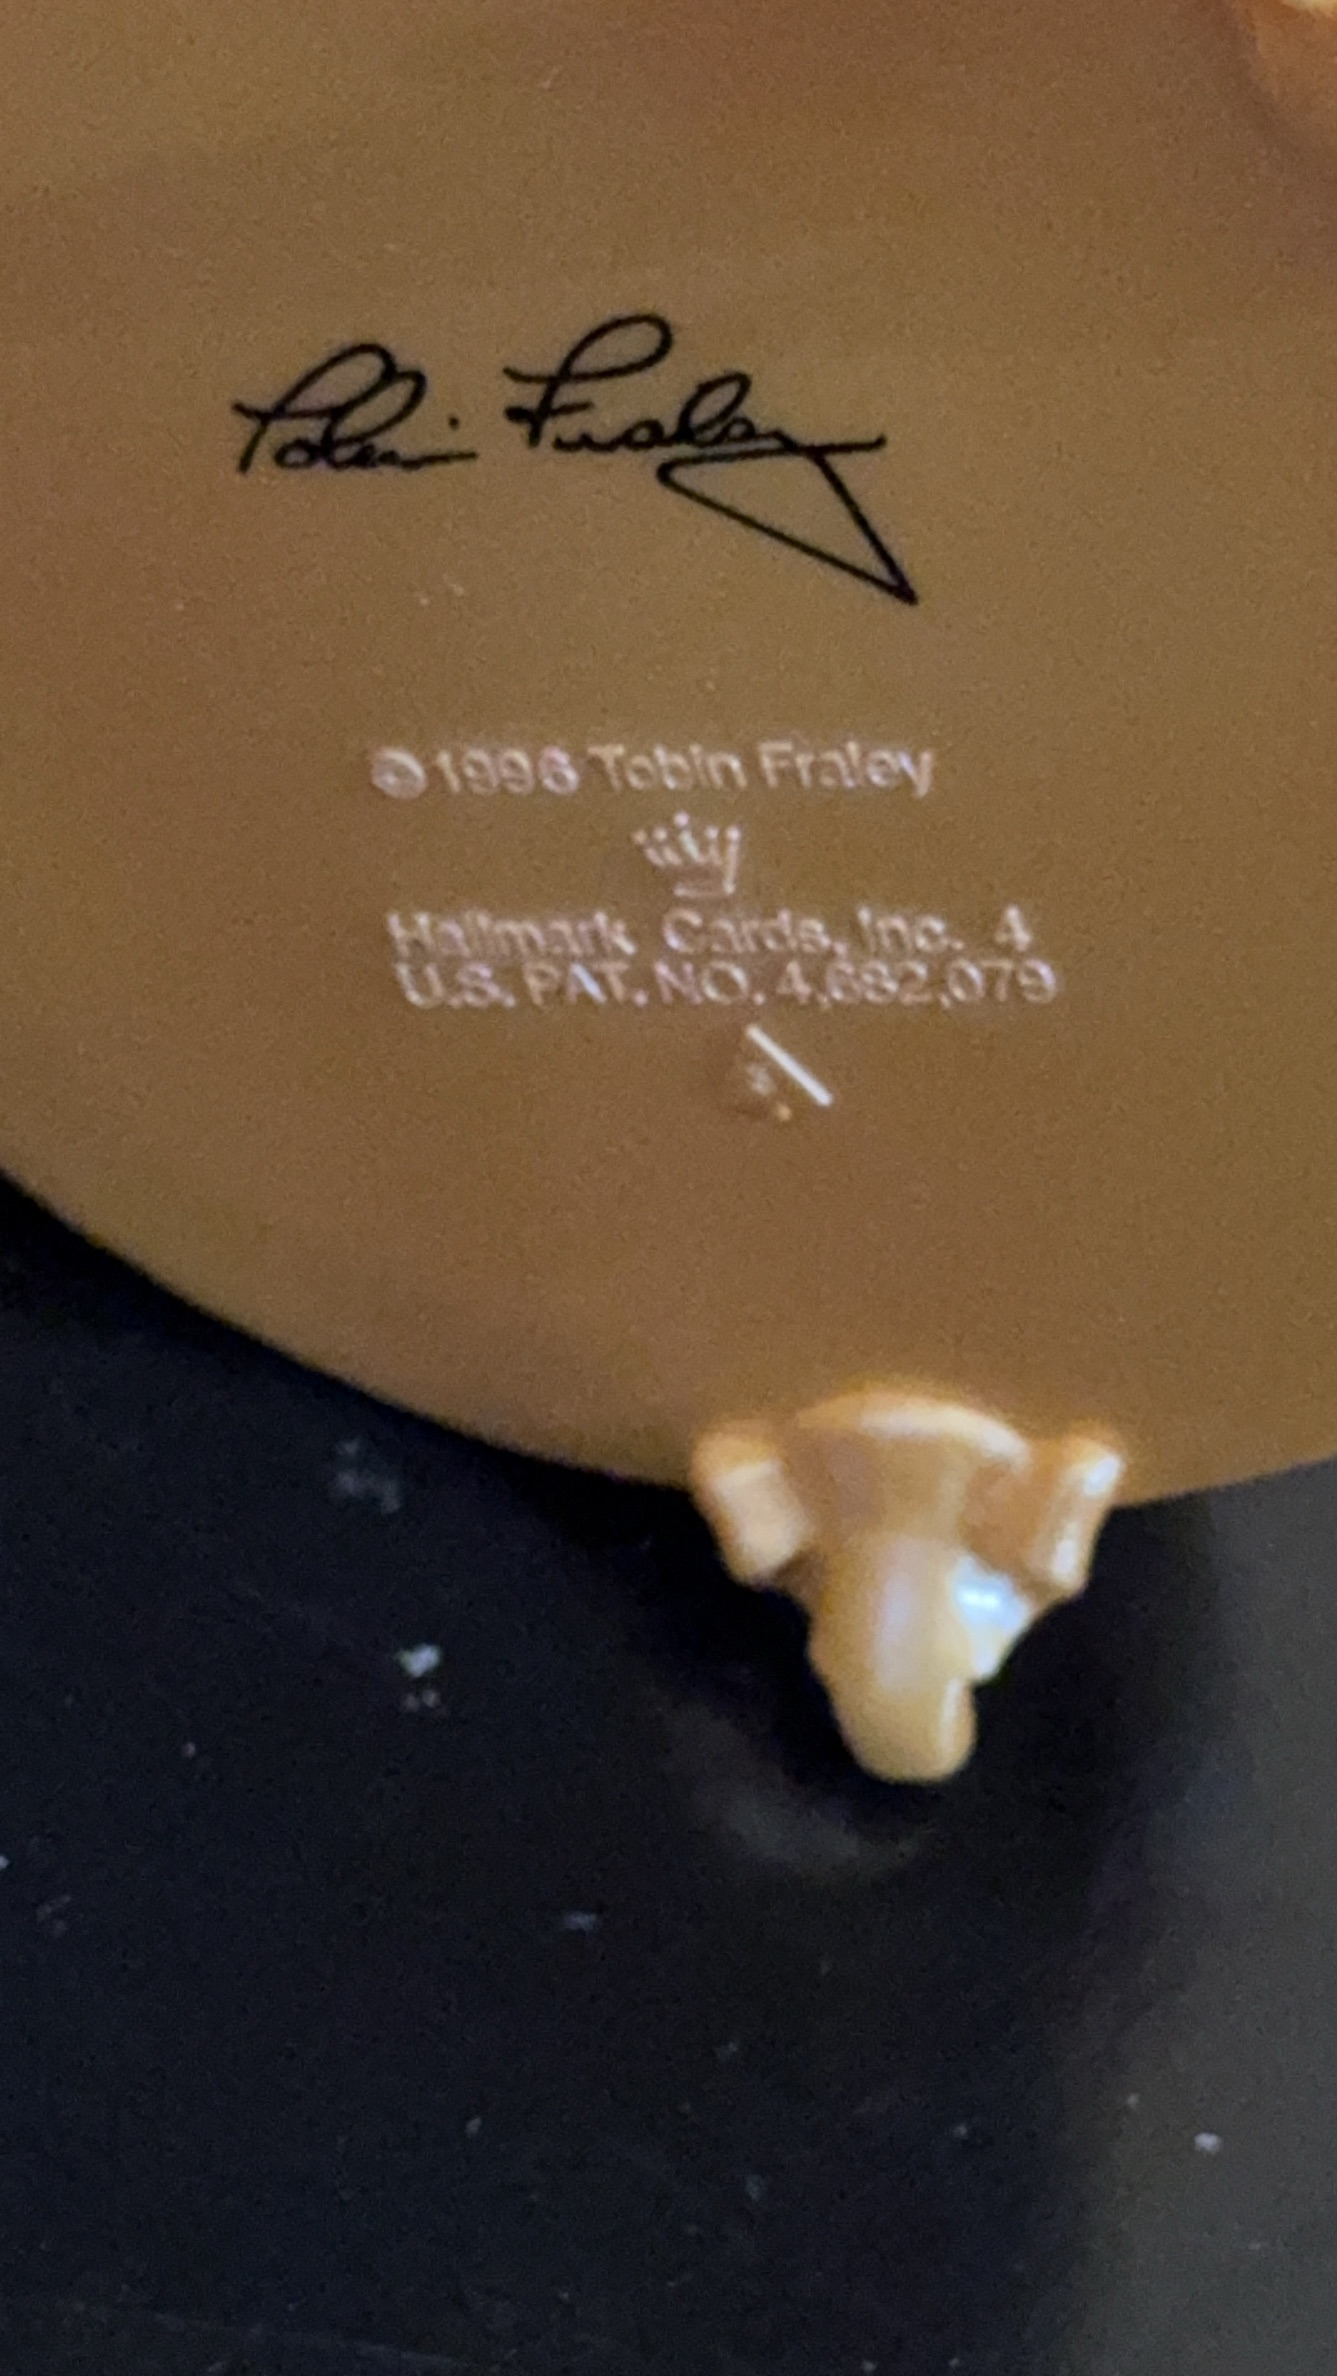 Tobin Fraley
©1996 Tobin Fraley
Hallmark Cards, Inc. 4
U.S. PAT. NO. 4,682,079